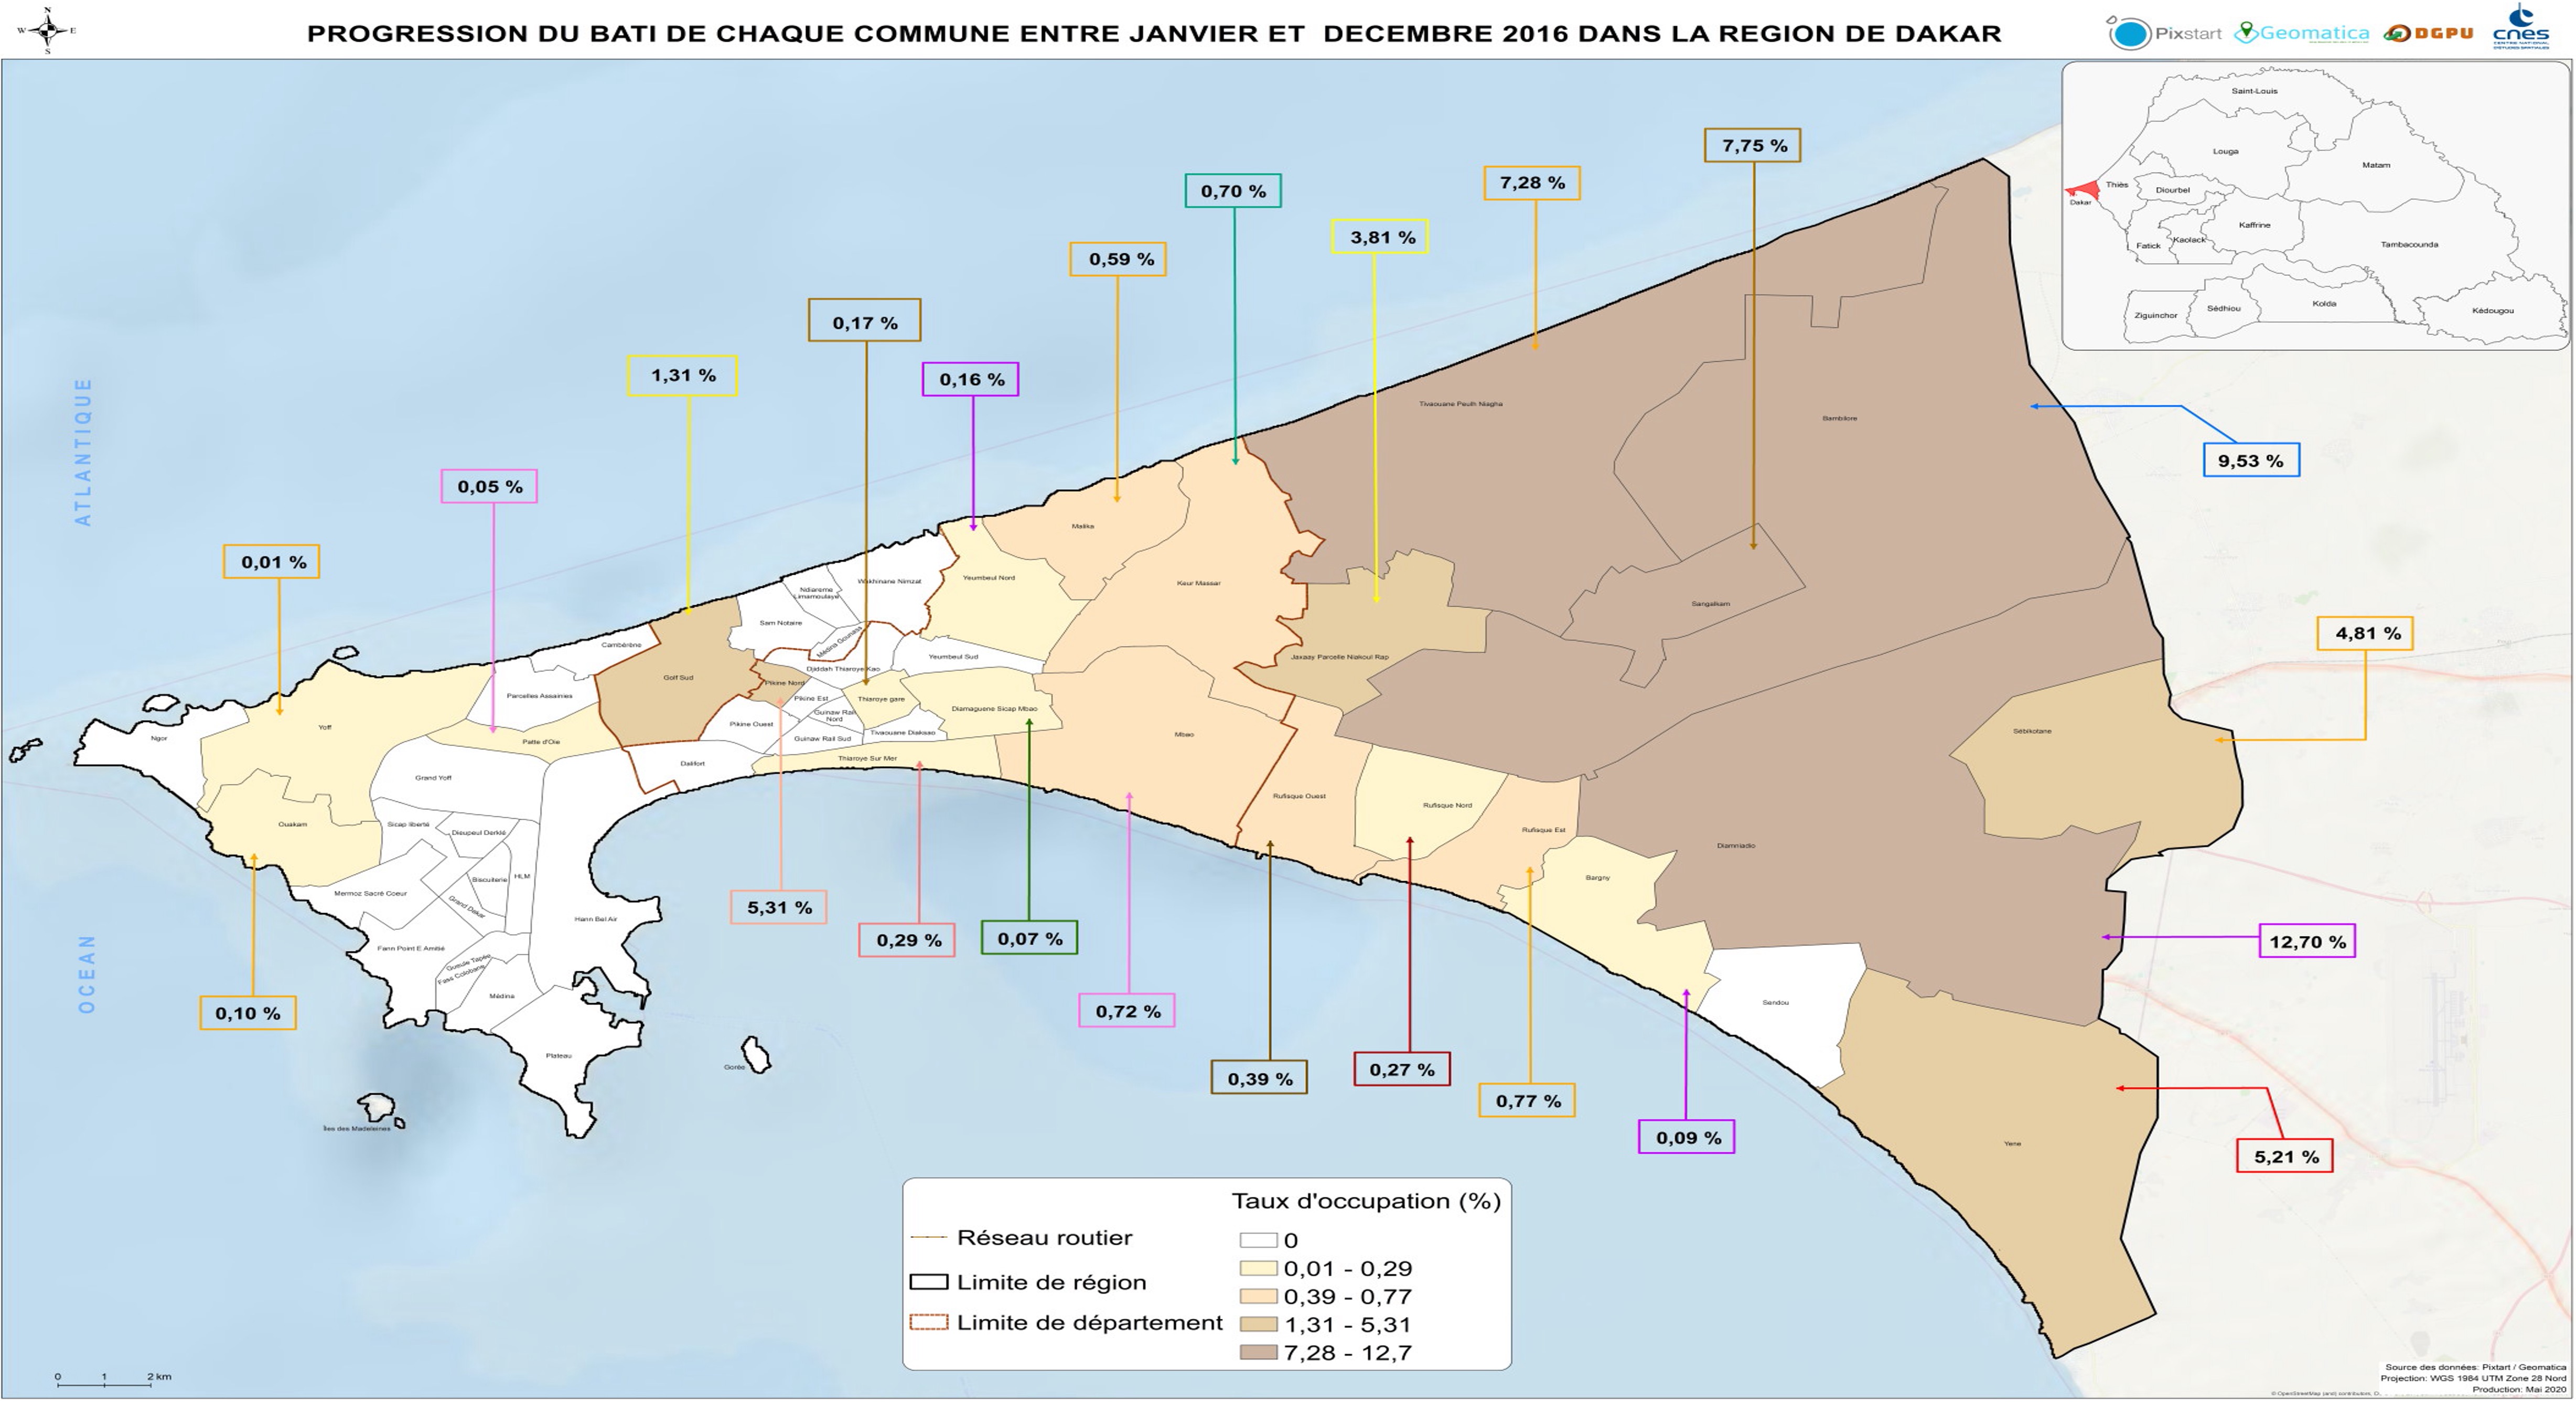 N
W
E
S
PROGRESSION DU BATI DE CHAQUE COMMUNE ENTRE JANVIER ET DECEMBRE 2016 DANS LA REGION DE DAKAR
Pixstart
Geomatica
DGPU
cnes
Saint-Louis
Louga
Matam
Thiès
Diourbel
Dakar
Kaffrine
Fatick
Kaolack
Tambacounda
Ziguinchor
Sédhiou
Kolda
Kédougou
7,75 %
7,28 %
0,70 %
3,81 %
0,59 %
0,17 %
1,31 %
0,16 %
0,05 %
0,01 %
9,53 %
4,81 %
12,70 %
5,21 %
ATLANTIQUE
OCEAN
Tivaouane Peulh Niagha
Bambilore
Malika
Keur Massar
Yeumbeul Nord
Wakhinane Nimzat
Ndiareme
Limamoulaye
Sam Notaire
Médina Gounass
Sangalkam
Cambérène
Yeumbeul Sud
Jaxaay Parcelle Niakoul Rap
Djiddah Thiaroye Kao
Golf Sud
Pikine Nord
Parcelles Assainies
Pikine Est
Thiaroye gare
Diamaguene Sicap Mbao
Guinaw Rail
Nord
Pikine Ouest
Yoff
Ngor
Patte d'Oie
Guinaw Rail Sud
Tivaouane Diaksao
Mbao
Sébikotane
Thiaroye Sur Mer
Dalifort
Grand Yoff
Rufisque Ouest
Rufisque Nord
Rufisque Est
Ouakam
Sicap liberté
Dieupeul Derklé
Diamniadio
Biscuiterie
HLM
Bargny
Mermoz Sacré Coeur
Grand Dakar
Hann Bel Air
Fann Point E Amitié
Gueule Tapée
Fass Colobane
Médina
Sendou
Plateau
Gorée
Îles des Madeleines
Yene
5,31 %
0,29 %
0,07 %
0,10 %
0,72 %
0,39 %
0,27 %
0,77 %
0,09 %
Taux d'occupation (%)
Réseau routier
Limite de région
Limite de département
0
0,01 - 0,29
0,39 - 0,77
1,31 - 5,31
7,28 - 12,7
0 1 2 km
Source des données: Pixtart / Geomatica
Projection: WGS 1984 UTM Zone 28 Nord
Production: Mai 2020
© OpenStreetMap (and) contributors,